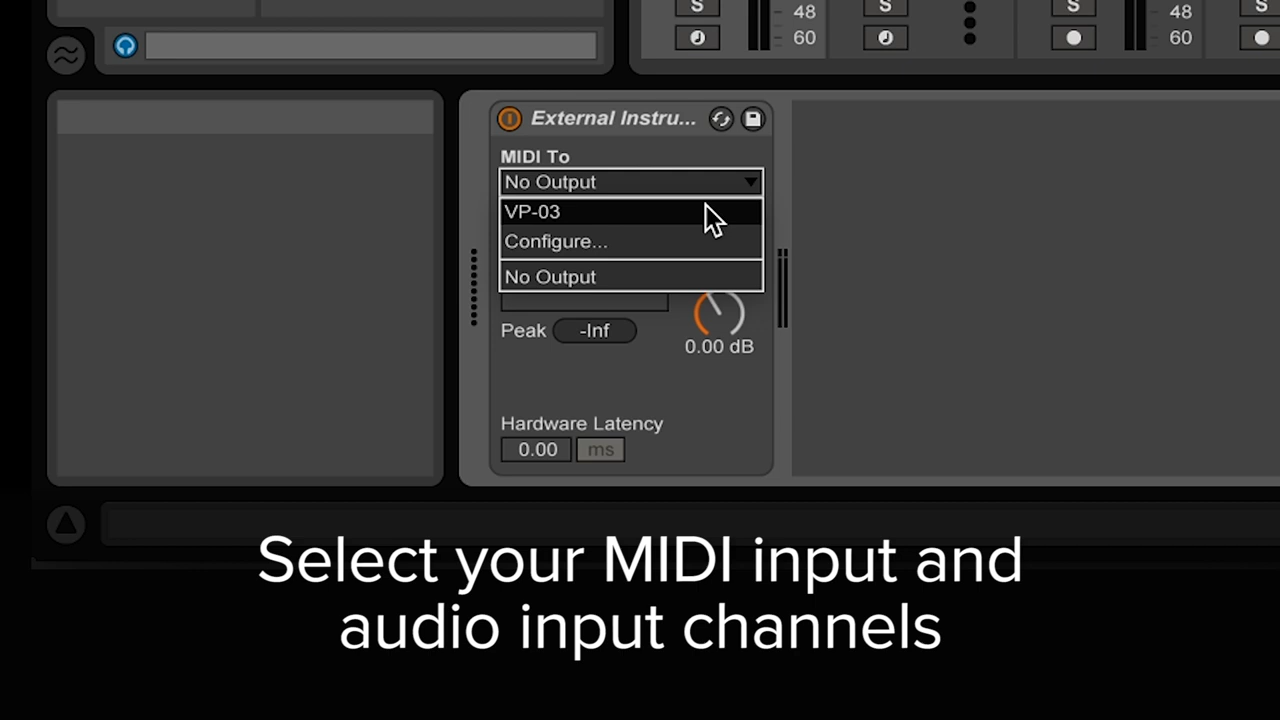 S S S S
48 48
60 60
External Instru...
MIDI To
No Output
VP-03
Configure...
No Output
Peak -Inf
0.00 dB
Hardware Latency
0.00 ms
Select your MIDI input and
audio input channels